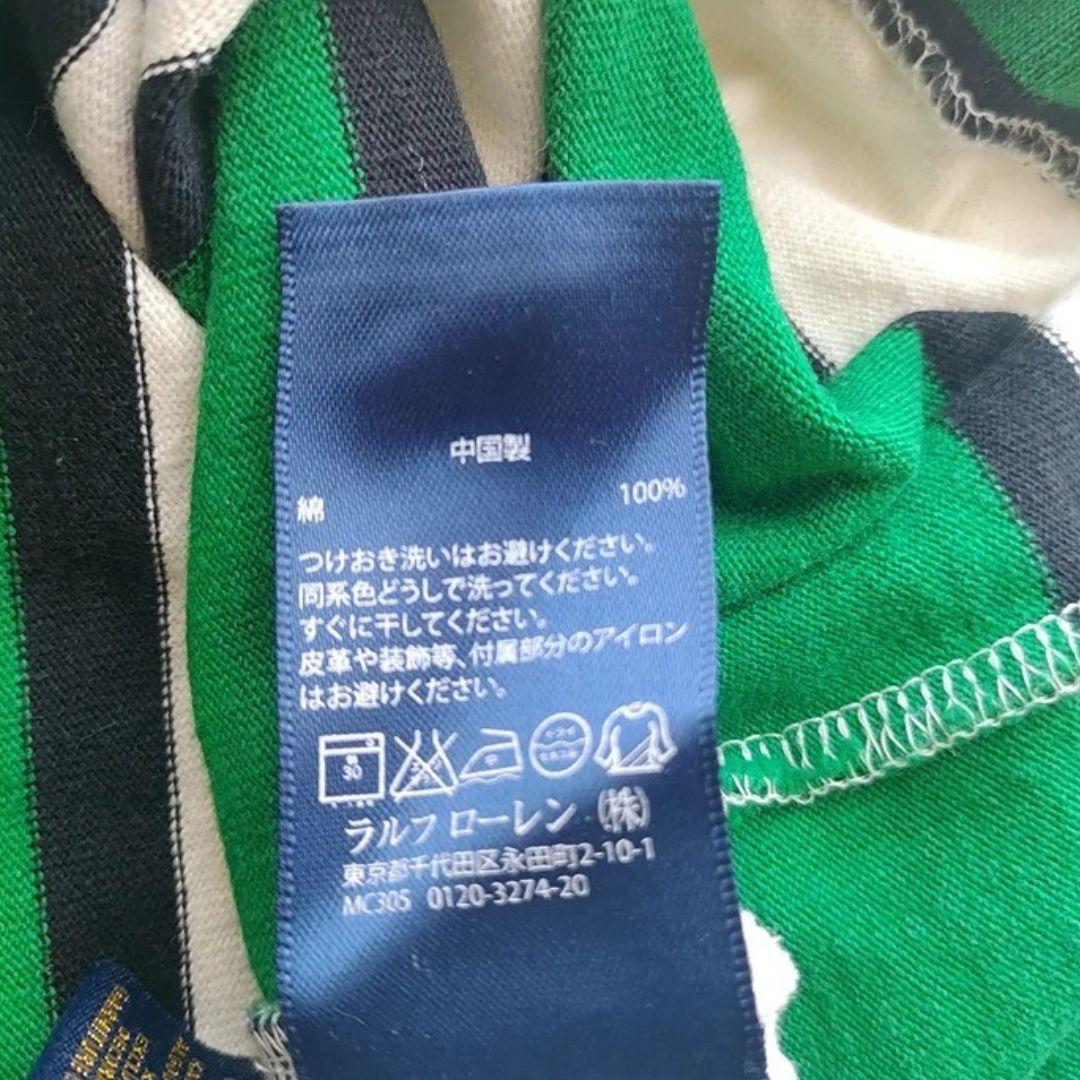 中国製
綿 100%
つけおき洗いはお避けください。
同系色どうしで洗ってください。
すぐに干してください。
皮革や装飾等、付属部分のアイロン
はお避けください。
30
ラルフ ローレン (株)
東京都千代田区永田町2-10-1
MC305 0120-3274-20